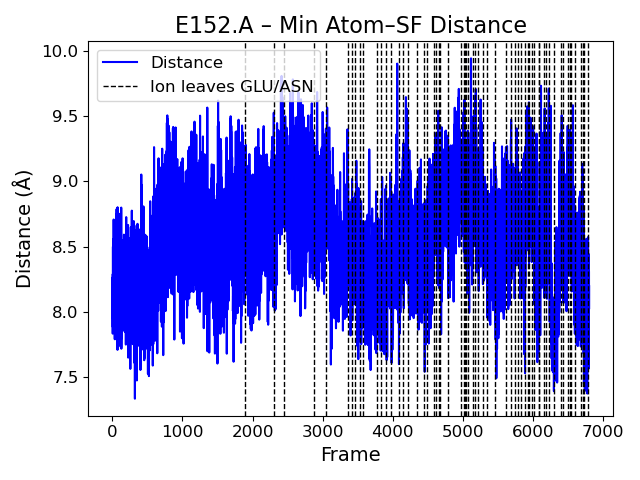 E152.A – Min Atom–SF Distance
Distance
Ion leaves GLU/ASN
10.0
9.5
9.0
8.5
8.0
7.5
Distance (Å)
0 1000 2000 3000 4000 5000 6000 7000
Frame